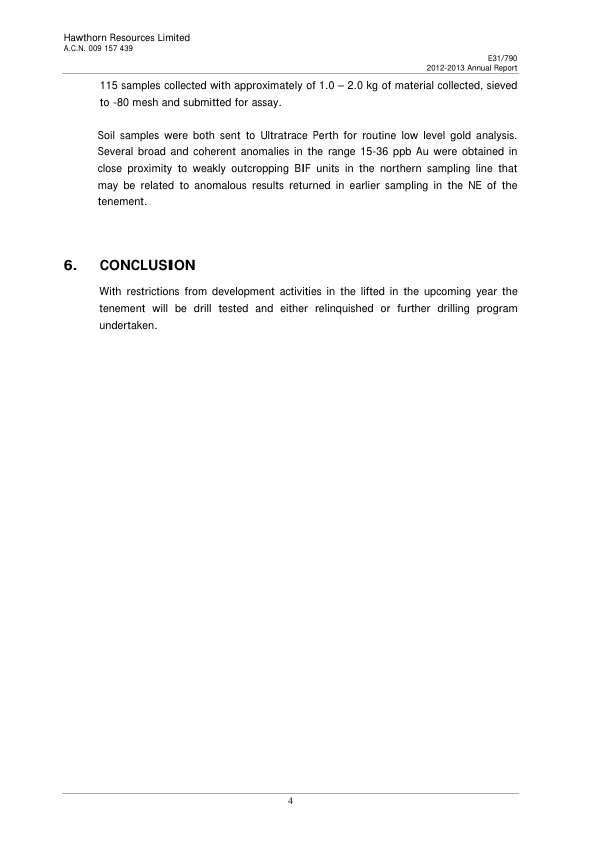 Hawthorn Resources Limited
A.C.N. 009 157 439
E31/790
2012-2013 Annual Report
115 samples collected with approximately of 1.0 – 2.0 kg of material collected, sieved
to -80 mesh and submitted for assay.
Soil samples were both sent to Ultratrace Perth for routine low level gold analysis.
Several broad and coherent anomalies in the range 15-36 ppb Au were obtained in
close proximity to weakly outcropping BIF units in the northern sampling line that
may be related to anomalous results returned in earlier sampling in the NE of the
tenement.
6. CONCLUSION
With restrictions from development activities in the lifted in the upcoming year the
tenement will be drill tested and either relinquished or further drilling program
undertaken.
4